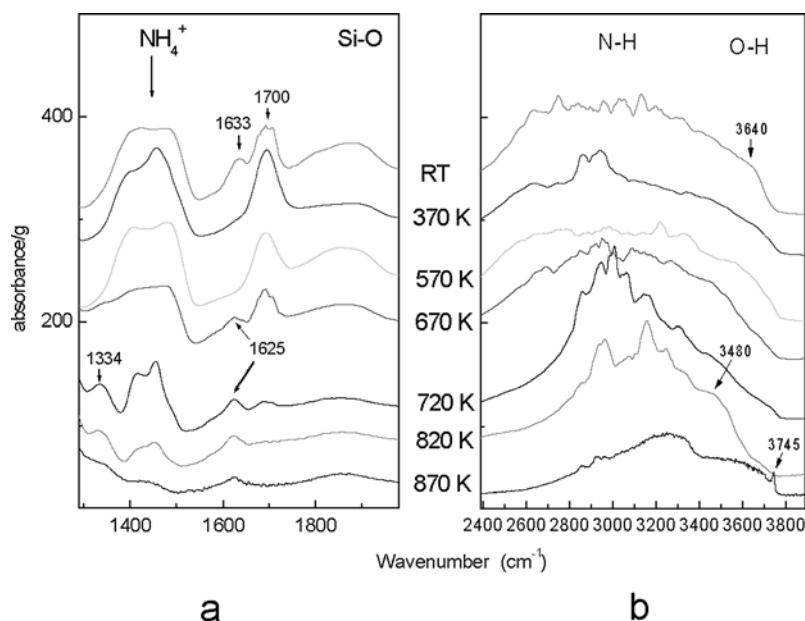 NH4+
Si-O
N-H
O-H
1633
1700
400
3640
RT
370 K
absorbance/g
570 K
670 K
200
1625
1334
3480
720 K
820 K
3745
870 K
1400 1600 1800
2400 2600 2800 3000 3200 3400 3600 3800
Wavenumber (cm-1)
a b